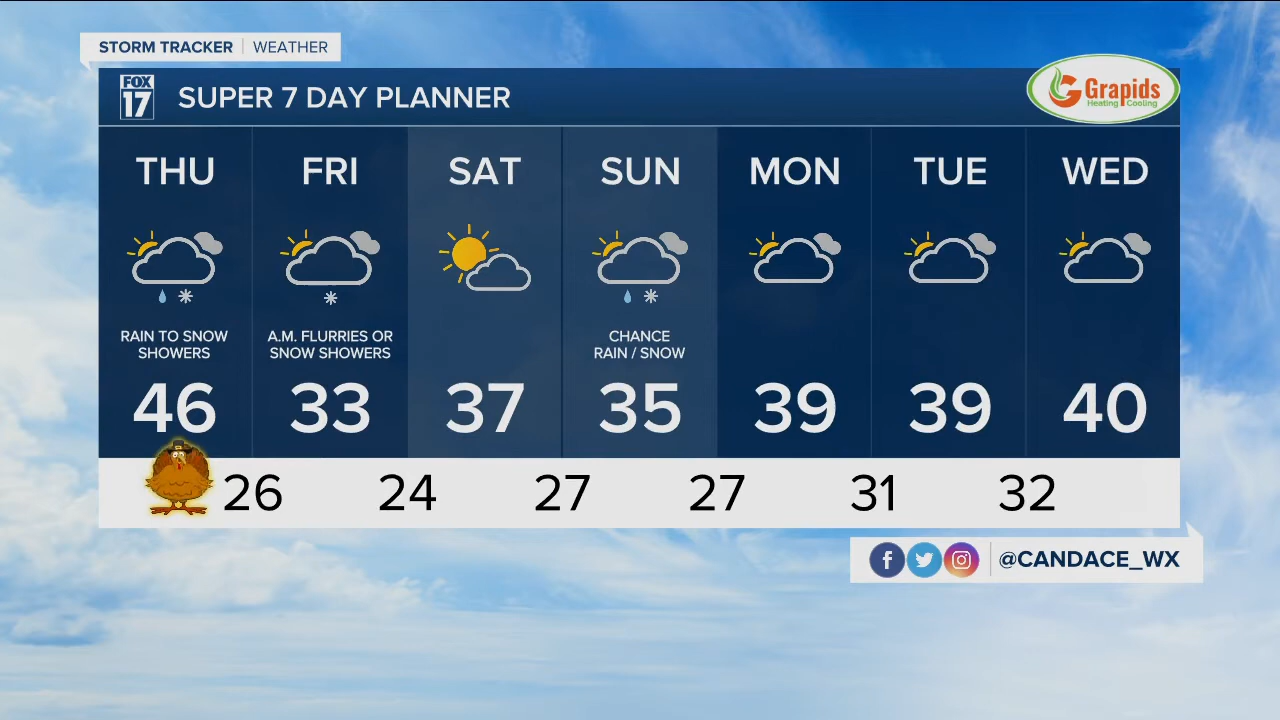 STORM TRACKER | WEATHER
FOX
17
SUPER 7 DAY PLANNER
Grapids
Heating Cooling
THU FRI SAT SUN MON TUE WED
RAIN TO SNOW
SHOWERS
A.M. FLURRIES OR
SNOW SHOWERS
CHANCE
RAIN / SNOW
46 33 37 35 39 39 40
26 24 27 27 31 32
@CANDACE_WX